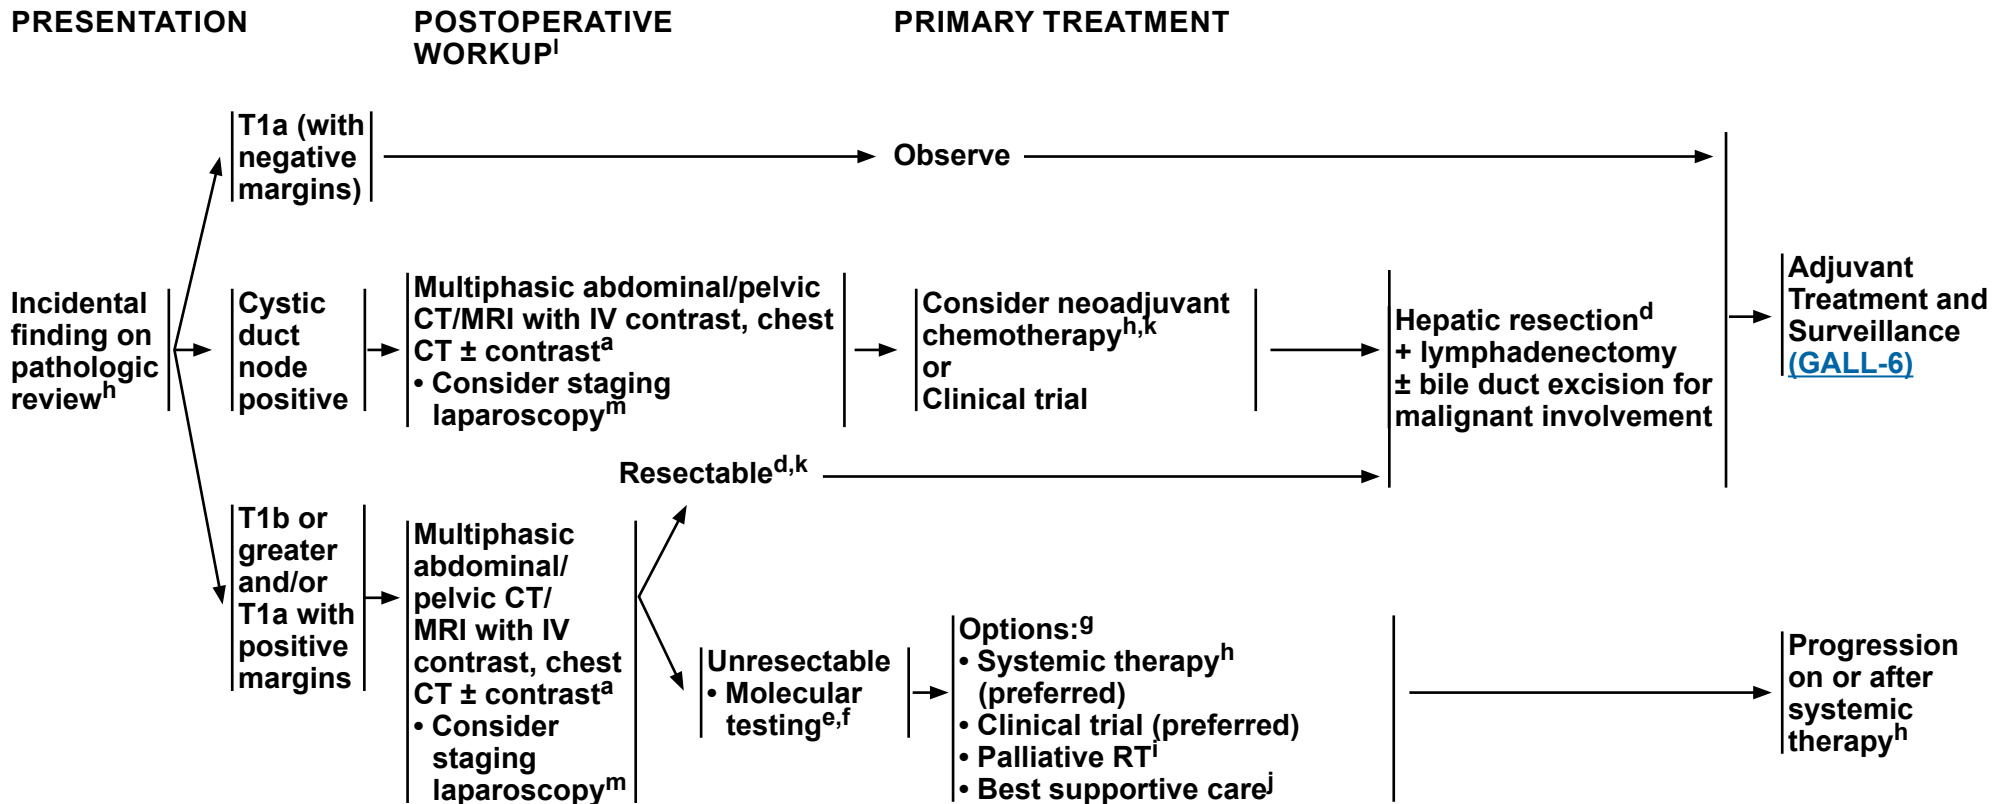 PRESENTATION
POSTOPERATIVE
WORKUPˡ
PRIMARY TREATMENT
T1a (with
negative
margins)
Observe
Incidental
finding on
pathologic
reviewʰ
Cystic
duct
node
positive
Multiphasic abdominal/pelvic
CT/MRI with IV contrast, chest
CT ± contrastᵃ
• Consider staging
laparoscopyᵐ
Consider neoadjuvant
chemotherapyʰ,ᵏ
or
Clinical trial
Hepatic resectionᵈ
+ lymphadenectomy
± bile duct excision for
malignant involvement
Adjuvant
Treatment and
Surveillance
(GALL-6)
Resectableᵈ,ᵏ
T1b or
greater
and/or
T1a with
positive
margins
Multiphasic
abdominal/
pelvic CT/
MRI with IV
contrast, chest
CT ± contrastᵃ
• Consider
staging
laparoscopyᵐ
Unresectable
• Molecular
testingᵉ,ᶠ
Options:ᵍ
• Systemic therapyʰ
(preferred)
• Clinical trial (preferred)
• Palliative RTⁱ
• Best supportive careʲ
Progression
on or after
systemic
therapyʰ